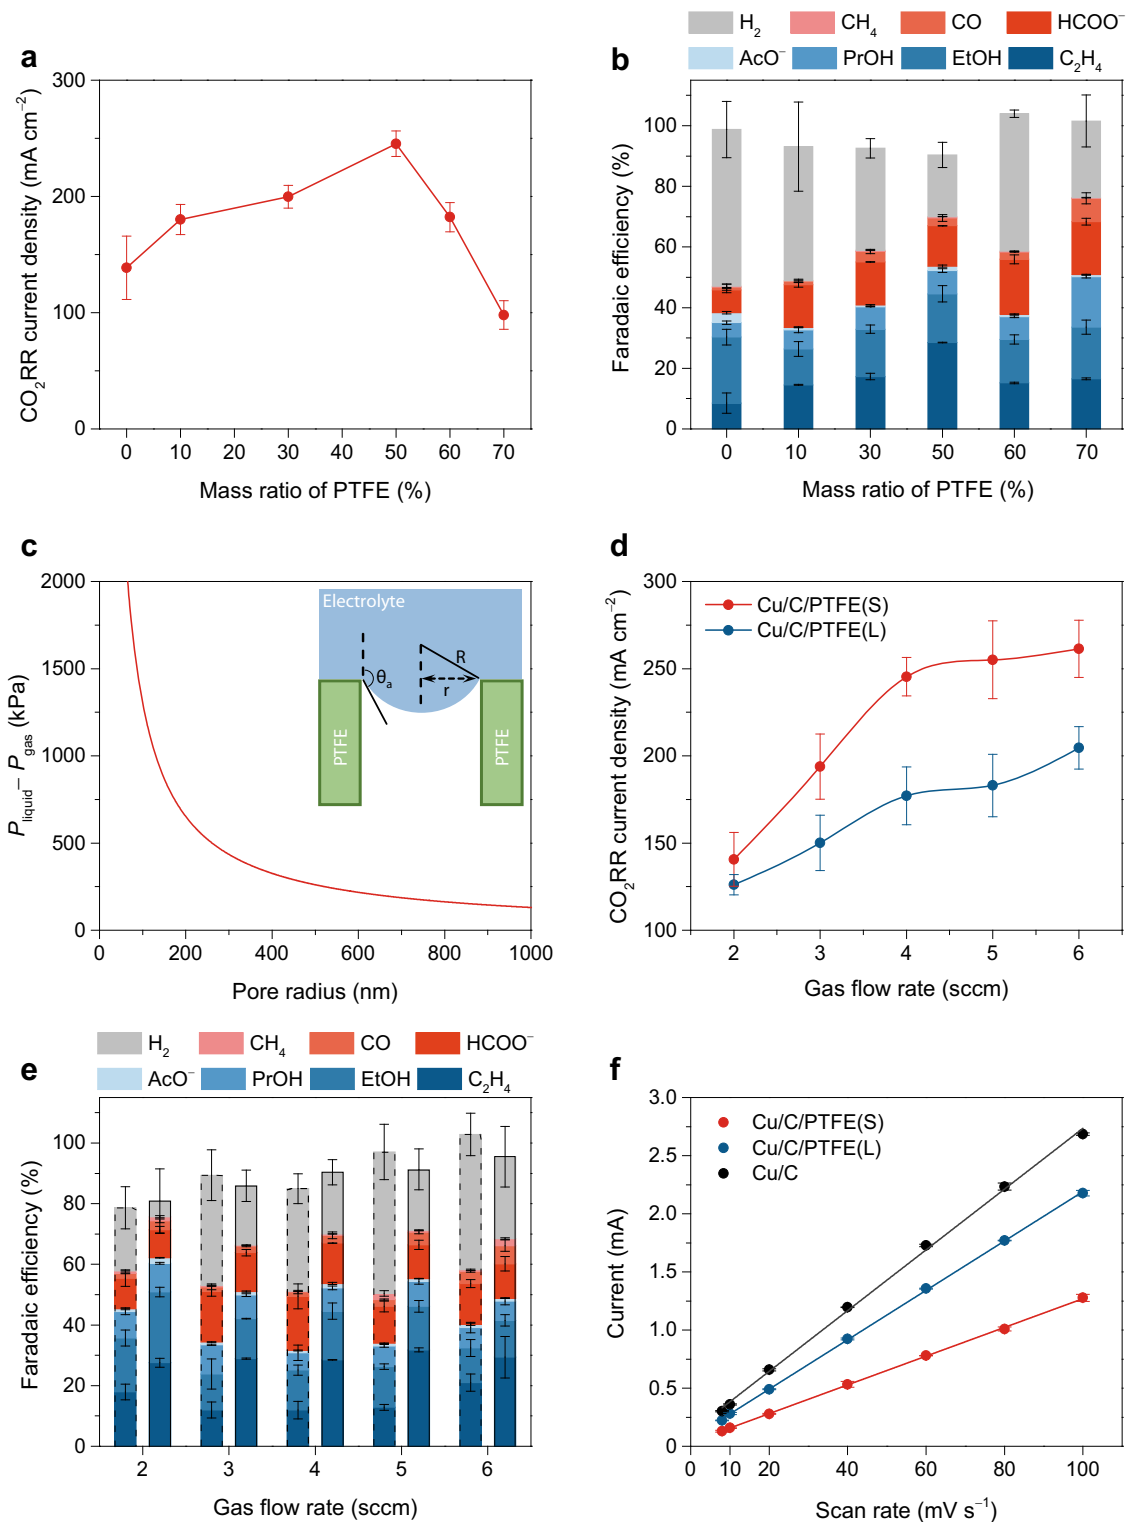 a
300
200
100
0
0 10 20 30 40 50 60 70
CO₂RR current density (mA cm⁻²)
Mass ratio of PTFE (%)
b
H₂ CH₄ CO HCOO⁻
AcO⁻ PrOH EtOH C₂H₄
100
80
60
40
20
0
0 10 30 50 60 70
Faradaic efficiency (%)
Mass ratio of PTFE (%)
c
2000
1500
1000
500
0
0 200 400 600 800 1000
P liquid – P gas (kPa)
Pore radius (nm)
Electrolyte
θa
R
r
PTFE
PTFE
d
Cu/C/PTFE(S)
Cu/C/PTFE(L)
300
250
200
150
100
2 3 4 5 6
CO₂RR current density (mA cm⁻²)
Gas flow rate (sccm)
e
H₂ CH₄ CO HCOO⁻
AcO⁻ PrOH EtOH C₂H₄
100
80
60
40
20
0
2 3 4 5 6
Faradaic efficiency (%)
Gas flow rate (sccm)
f
Cu/C/PTFE(S)
Cu/C/PTFE(L)
Cu/C
3.0
2.5
2.0
1.5
1.0
0.5
0
0 10 20 40 60 80 100
Current (mA)
Scan rate (mV s⁻¹)